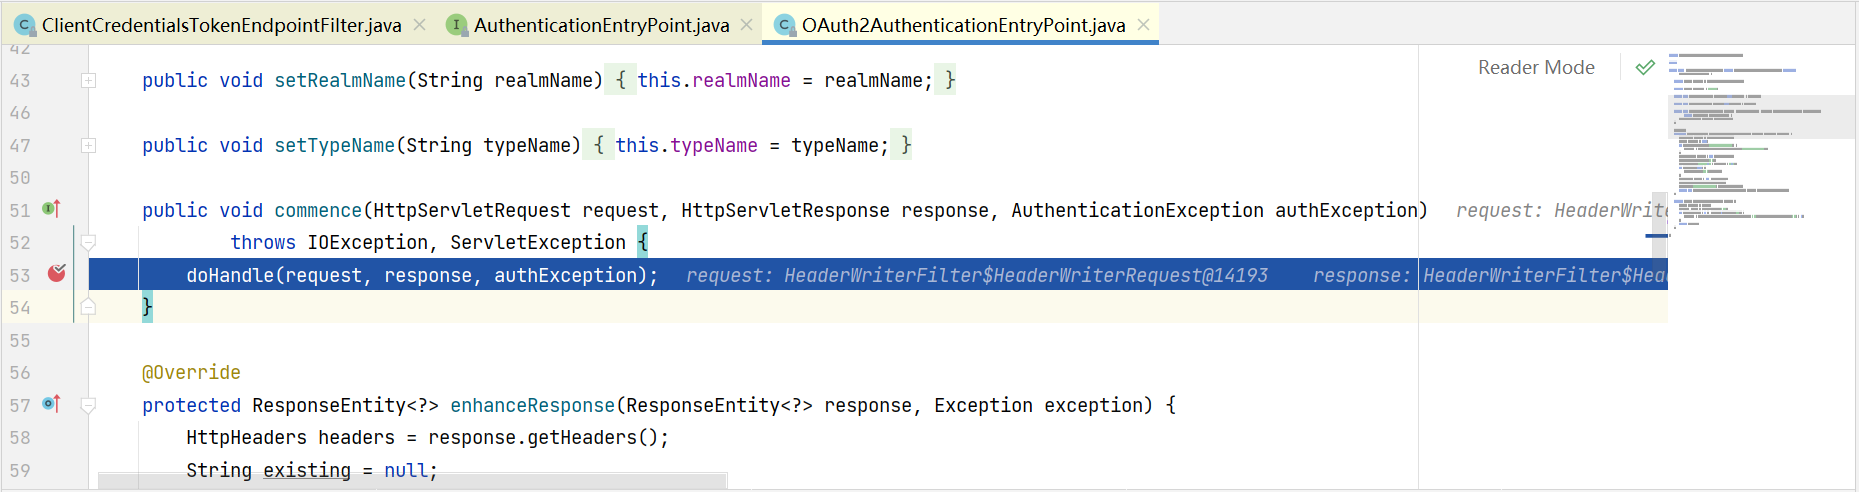 ClientCredentialsTokenEndpointFilter.java AuthenticationEntryPoint.java OAuth2AuthenticationEntryPoint.java
42
Reader Mode
43 public void setRealmName(String realmName) { this.realmName = realmName; }
46
47 public void setTypeName(String typeName) { this.typeName = typeName; }
50
51 public void commence(HttpServletRequest request, HttpServletResponse response, AuthenticationException authException) request: HeaderWrite
52 throws IOException, ServletException {
53 doHandle(request, response, authException); request: HeaderWriterFilter$HeaderWriterRequest@14193 response: HeaderWriterFilter$Head
54 }
55
56 @Override
57 protected ResponseEntity<?> enhanceResponse(ResponseEntity<?> response, Exception exception) {
58 HttpHeaders headers = response.getHeaders();
59 String existing = null;